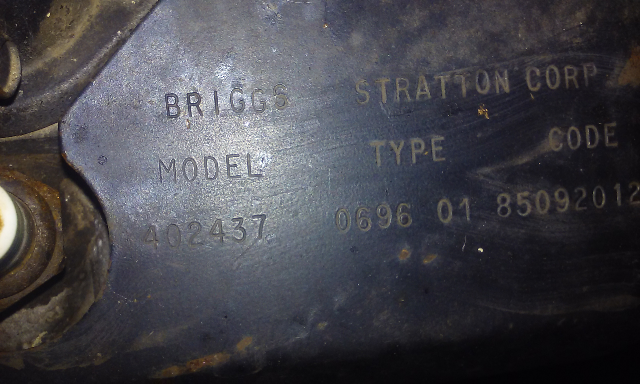 BRIGGS STRATTON CORP
MODEL TYPE CODE
402437 0696 01 85092012